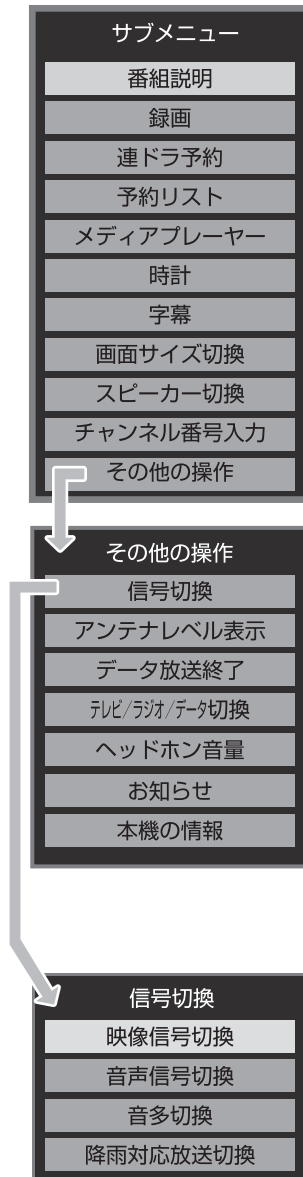 サブメニュー
番組説明
録画
連ドラ予約
予約リスト
メディアプレーヤー
時計
字幕
画面サイズ切換
スピーカー切換
チャンネル番号入力
その他の操作
その他の操作
信号切換
アンテナレベル表示
データ放送終了
テレビ/ラジオ/データ切換
ヘッドホン音量
お知らせ
本機の情報
信号切換
映像信号切換
音声信号切換
音多切換
降雨対応放送切換